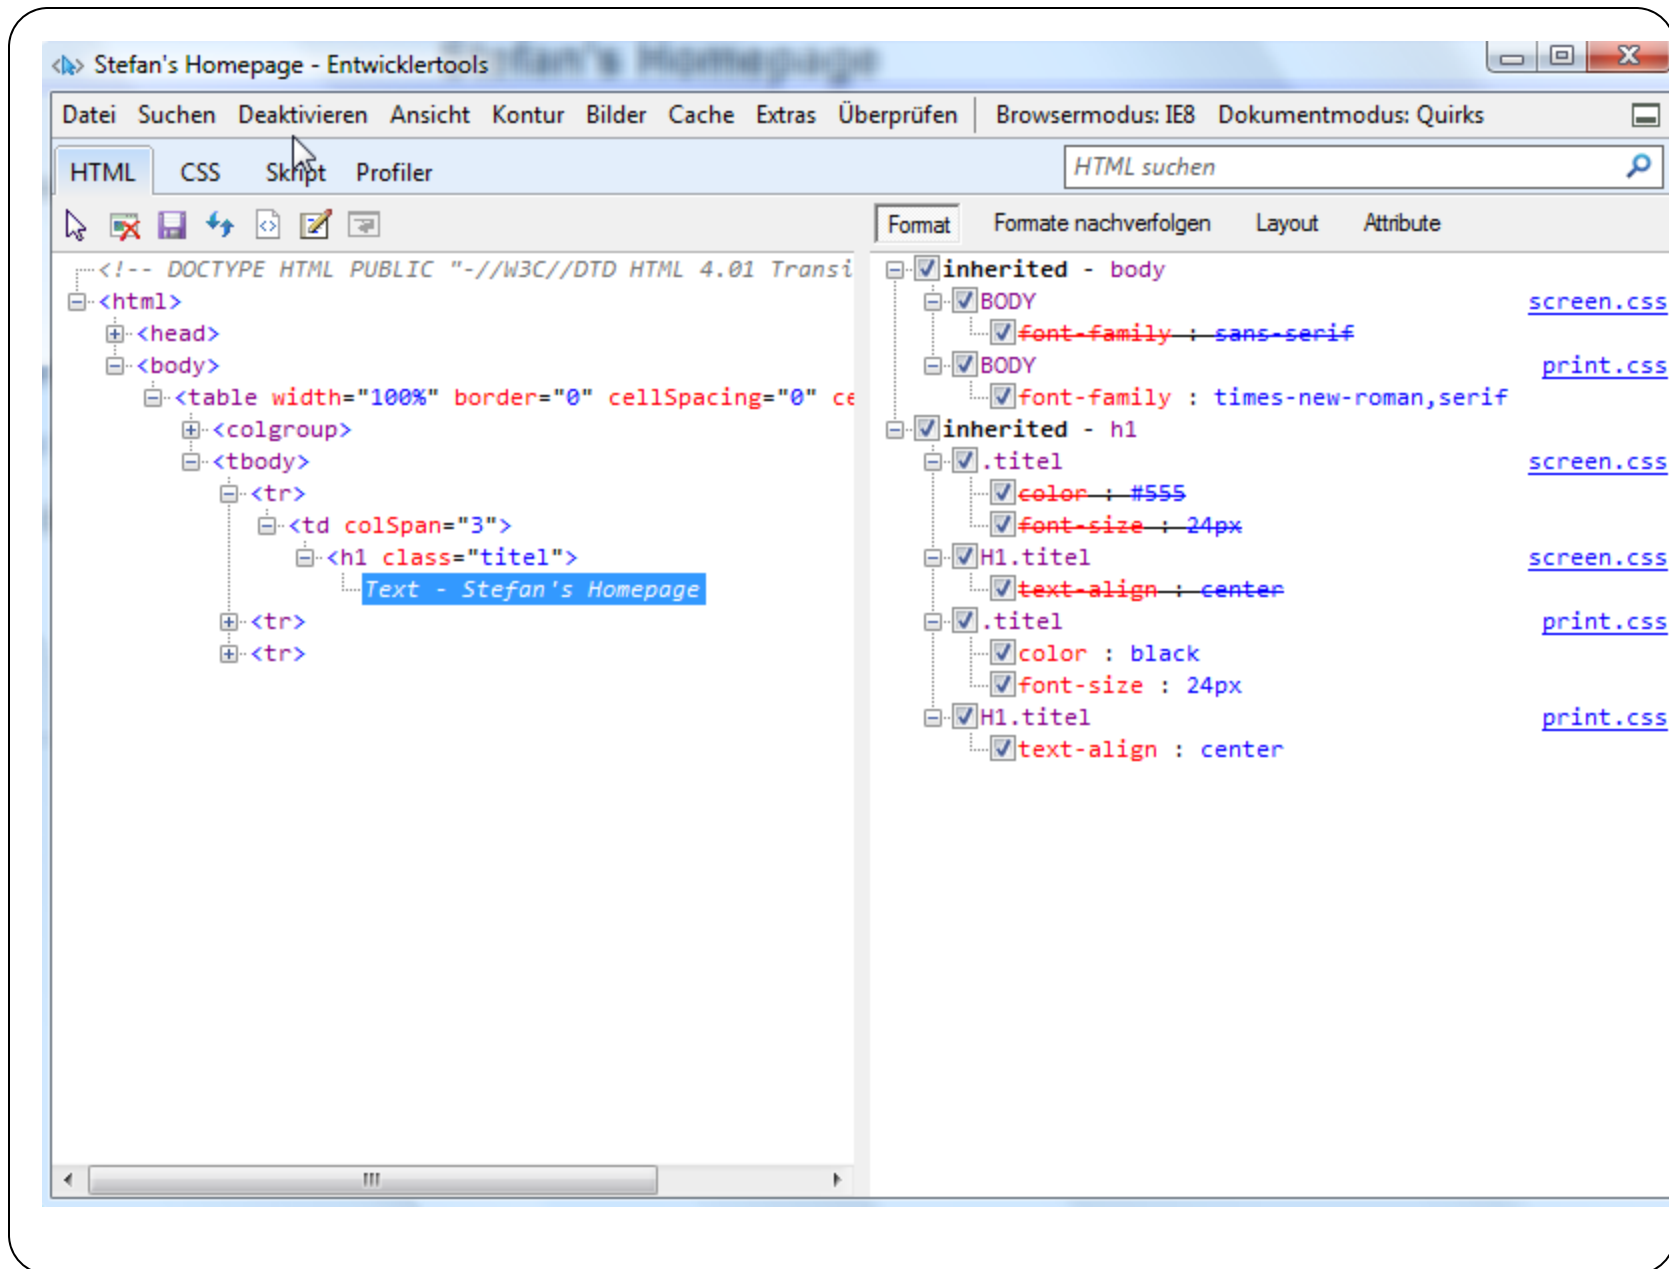 Stefan's Homepage - Entwicklertools
Stefan's Homepage
Datei Suchen Deaktivieren Ansicht Kontur Bilder Cache Extras Überprüfen Browsermodus: IE8 Dokumentmodus: Quirks
HTML CSS Skript Profiler HTML suchen
Format Formate nachverfolgen Layout Attribute
<!-- DOCTYPE HTML PUBLIC "-//W3C//DTD HTML 4.01 Transi
<html>
<head>
<body>
<table width="100%" border="0" cellSpacing="0" ce
<colgroup>
<tbody>
<tr>
<td colSpan="3">
<h1 class="titel">
Text - Stefan's Homepage
<tr>
<tr>
inherited - body
BODY screen.css
font-family : sans-serif
BODY print.css
font-family : times-new-roman,serif
inherited - h1
.titel screen.css
color : #555
font-size : 24px
H1.titel screen.css
text-align : center
.titel print.css
color : black
font-size : 24px
H1.titel print.css
text-align : center